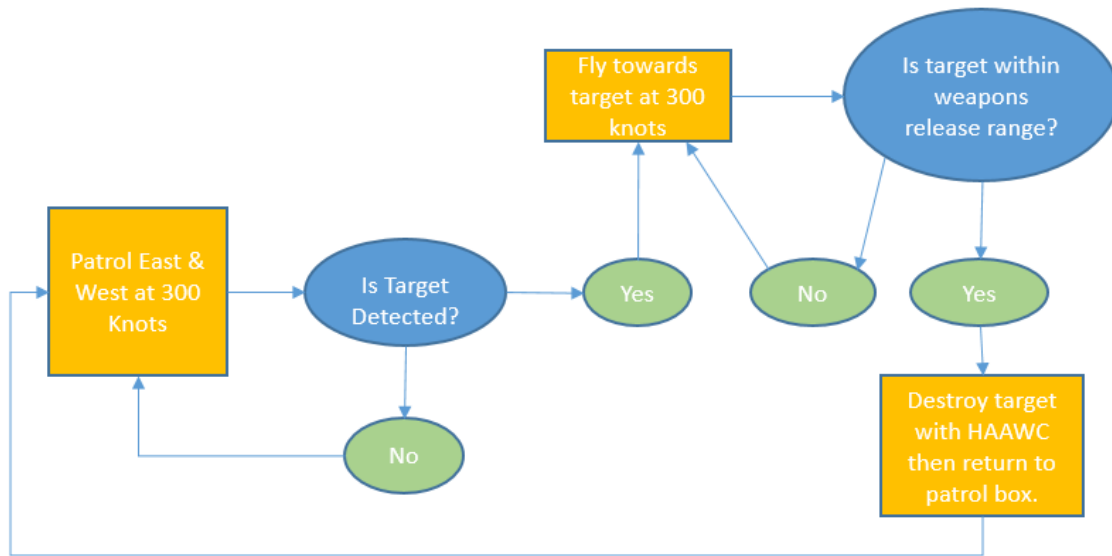 Patrol East &
West at 300
Knots
Is Target
Detected?
No
Yes
Fly towards
target at 300
knots
Is target within
weapons
release range?
No
Yes
Destroy target
with HAAWC
then return to
patrol box.